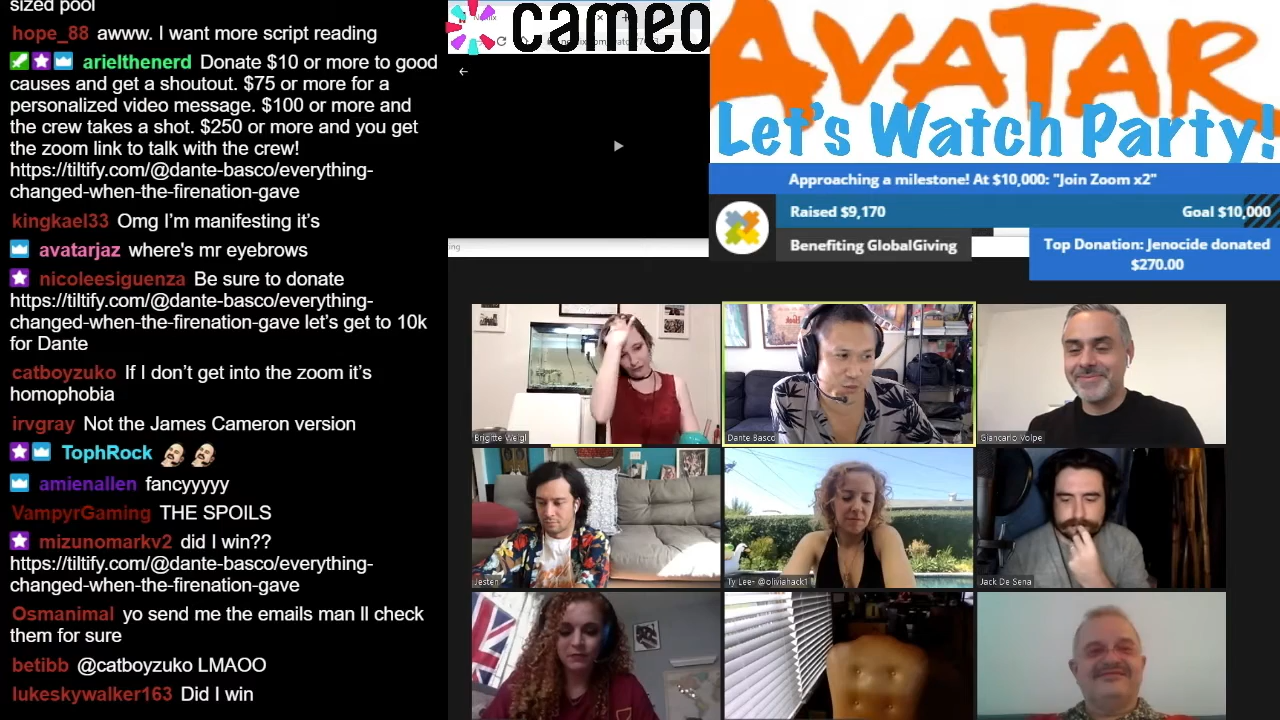 sized pool
hope_88 awww. I want more script reading
arielthenerd Donate $10 or more to good
causes and get a shoutout. $75 or more for a
personalized video message. $100 or more and
the crew takes a shot. $250 or more and you get
the zoom link to talk with the crew!
https://tiltify.com/@dante-basco/everything-
changed-when-the-firenation-gave
kingkael33 Omg I’m manifesting it’s
avatarjaz where's mr eyebrows
nicoleesiguenza Be sure to donate
https://tiltify.com/@dante-basco/everything-
changed-when-the-firenation-gave let’s get to 10k
for Dante
catboyzuko If I don’t get into the zoom it’s
homophobia
irvgray Not the James Cameron version
TophRock
amienallen fancyyyyy
VampyrGaming THE SPOILS
mizunomarkv2 did I win??
https://tiltify.com/@dante-basco/everything-
changed-when-the-firenation-gave
Osmanimal yo send me the emails man ll check
them for sure
betibb @catboyzuko LMAOO
lukeskywalker163 Did I win
cameo
AVATAR
Let's Watch Party!
Approaching a milestone! At $10,000: "Join Zoom x2"
Raised $9,170
Goal $10,000
Benefiting GlobalGiving
Top Donation: Jenocide donated
$270.00
Brigitte Weigl
Dante Basco
Giancarlo Volpe
Jesten
Ty Lee- @oliviahack1
Jack De Sena